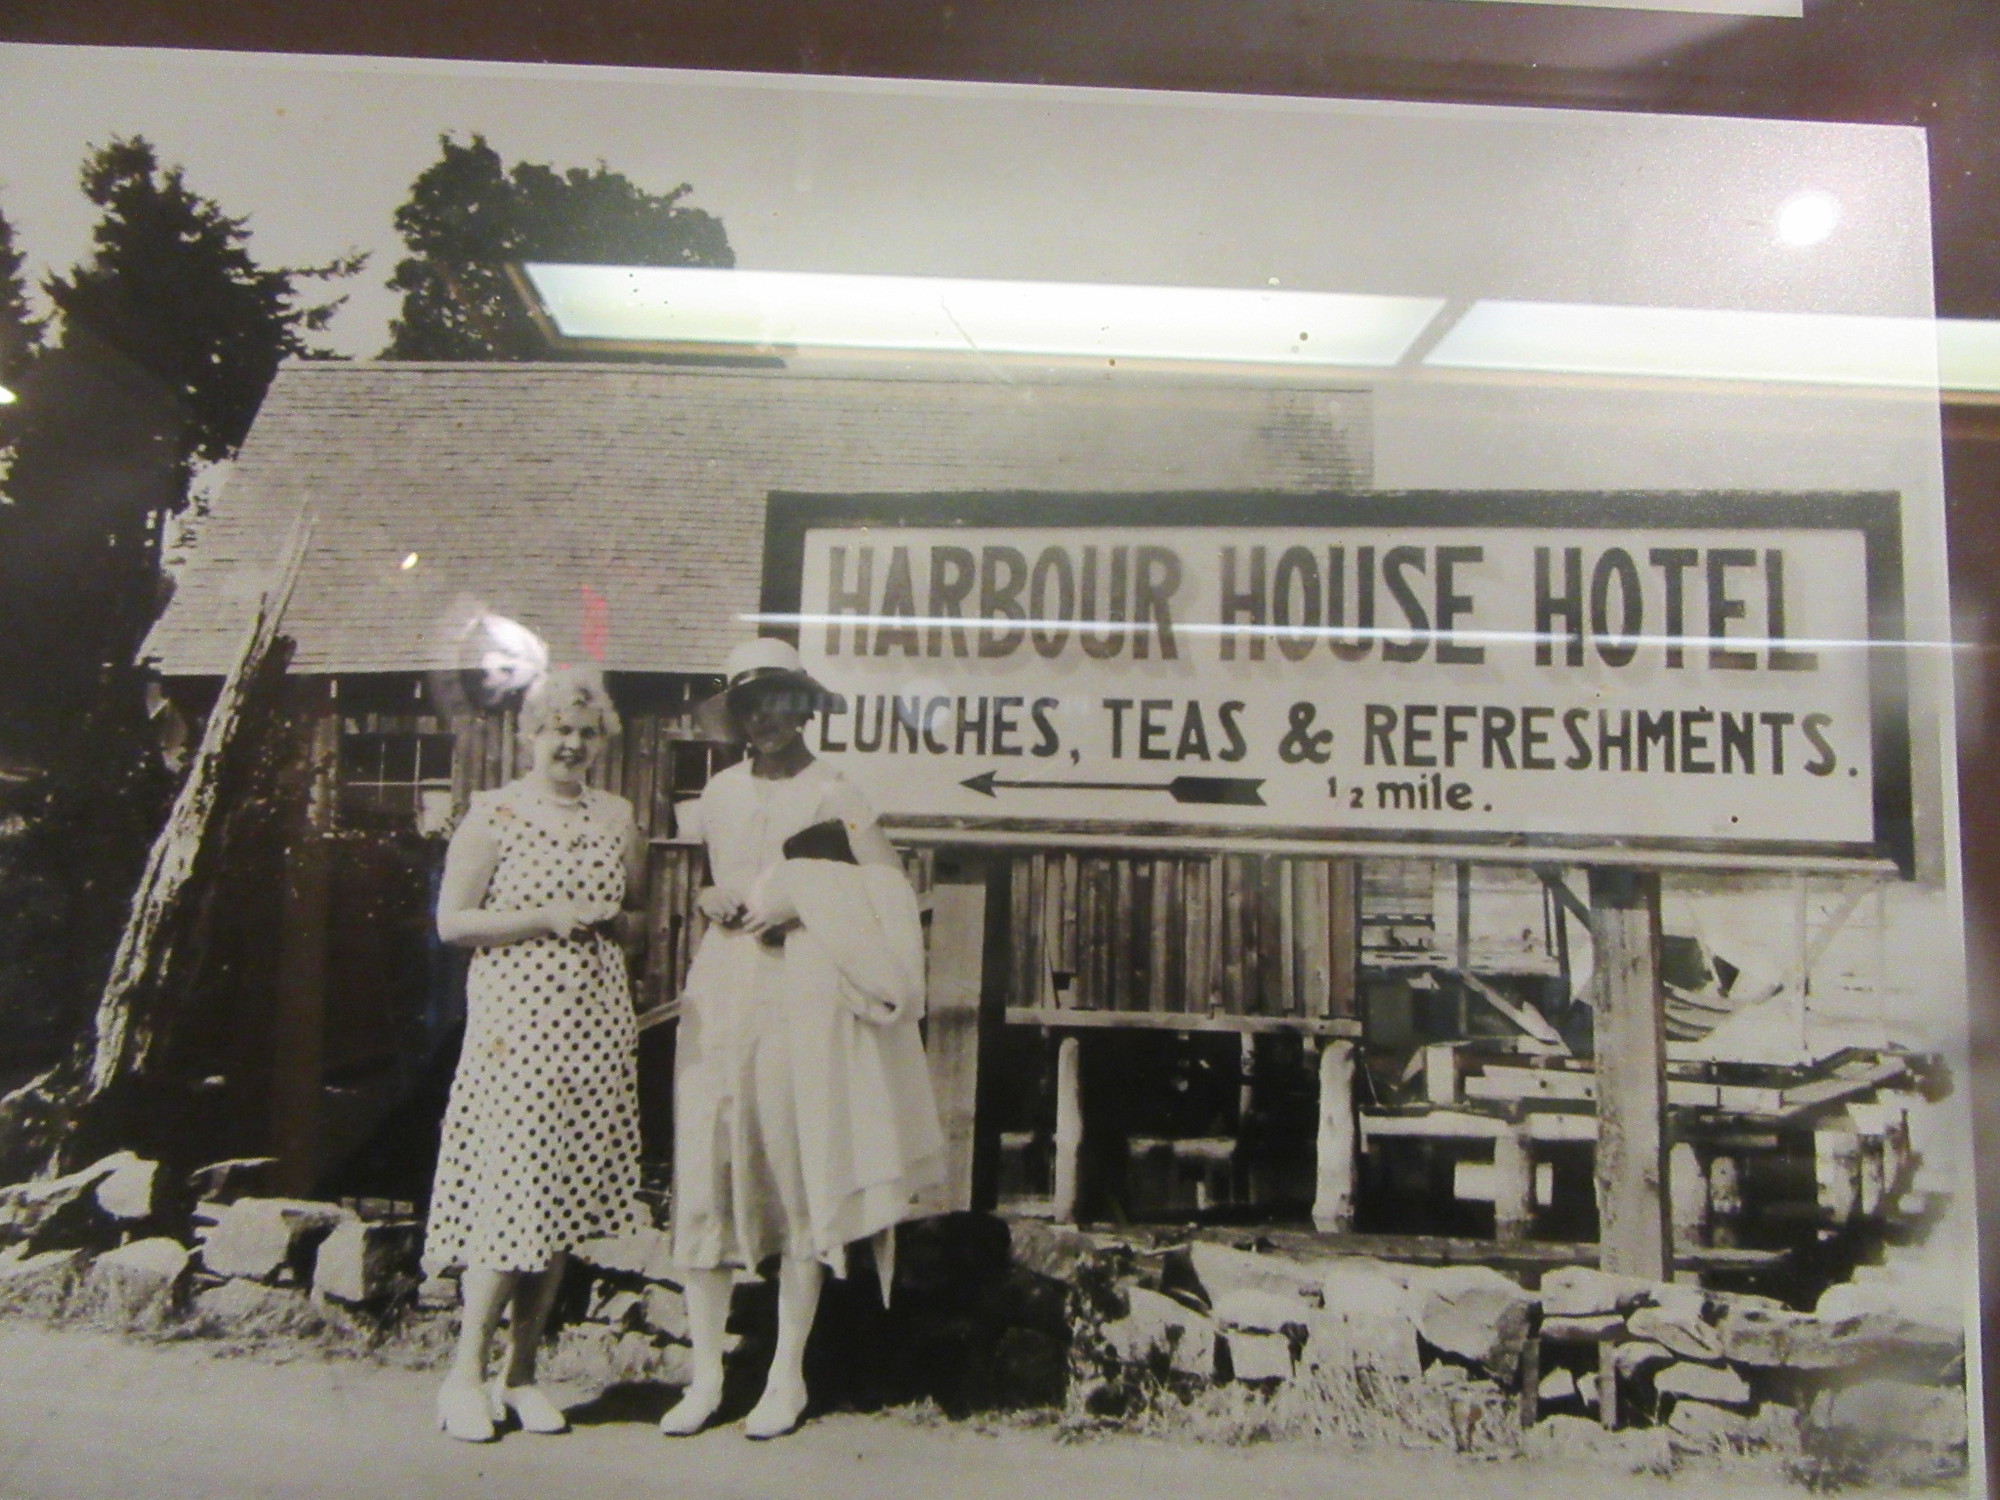 HARBOUR HOUSE HOTEL
LUNCHES, TEAS & REFRESHMENTS.
1 2 mile.